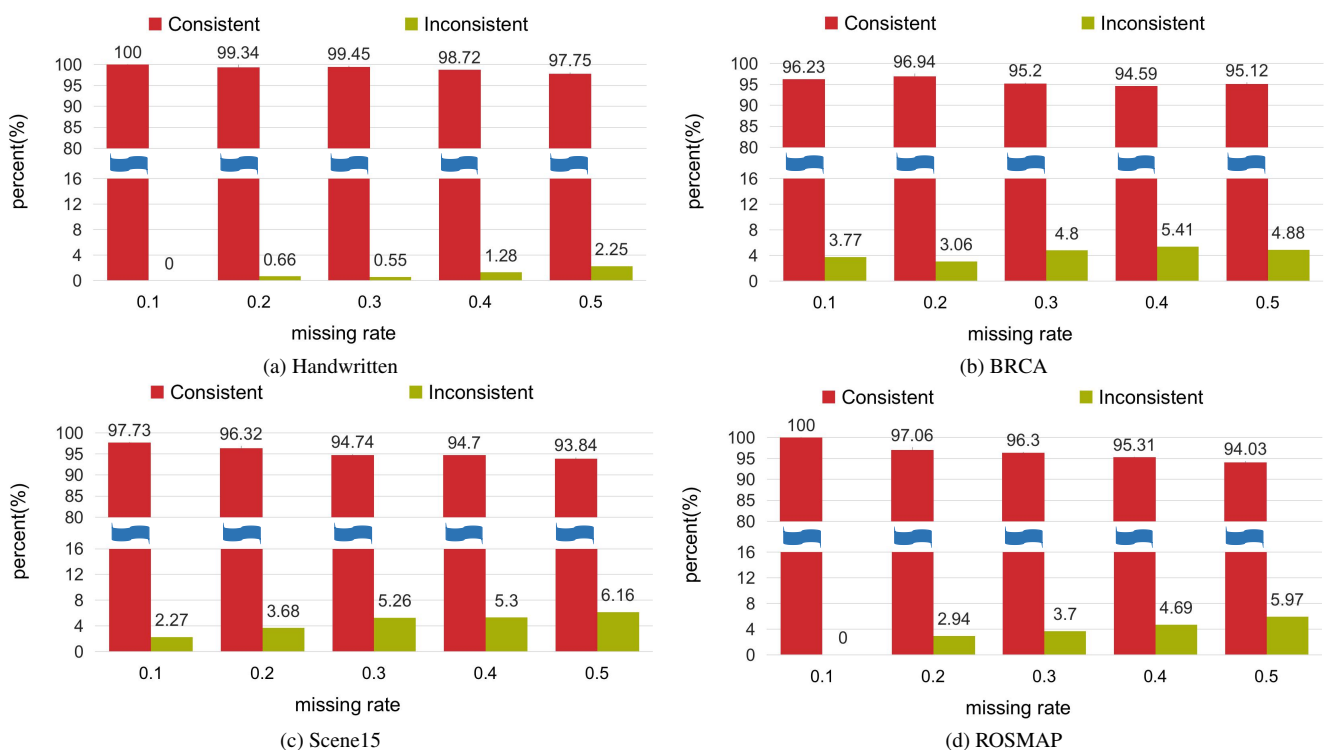 Consistent Inconsistent
100 99.34 99.45 98.72 97.75
100
95
90
85
80
16
12
8
4
0
percent(%)
0 0.66 0.55 1.28 2.25
0.1 0.2 0.3 0.4 0.5
missing rate
(a) Handwritten
Consistent Inconsistent
96.23 96.94 95.2 94.59 95.12
100
95
90
85
80
16
12
8
4
0
percent(%)
3.77 3.06 4.8 5.41 4.88
0.1 0.2 0.3 0.4 0.5
missing rate
(b) BRCA
Consistent Inconsistent
97.73 96.32 94.74 94.7 93.84
100
95
90
85
80
16
12
8
4
0
percent(%)
2.27 3.68 5.26 5.3 6.16
0.1 0.2 0.3 0.4 0.5
missing rate
(c) Scene15
Consistent Inconsistent
100 97.06 96.3 95.31 94.03
100
95
90
85
80
16
12
8
4
0
percent(%)
0 2.94 3.7 4.69 5.97
0.1 0.2 0.3 0.4 0.5
missing rate
(d) ROSMAP